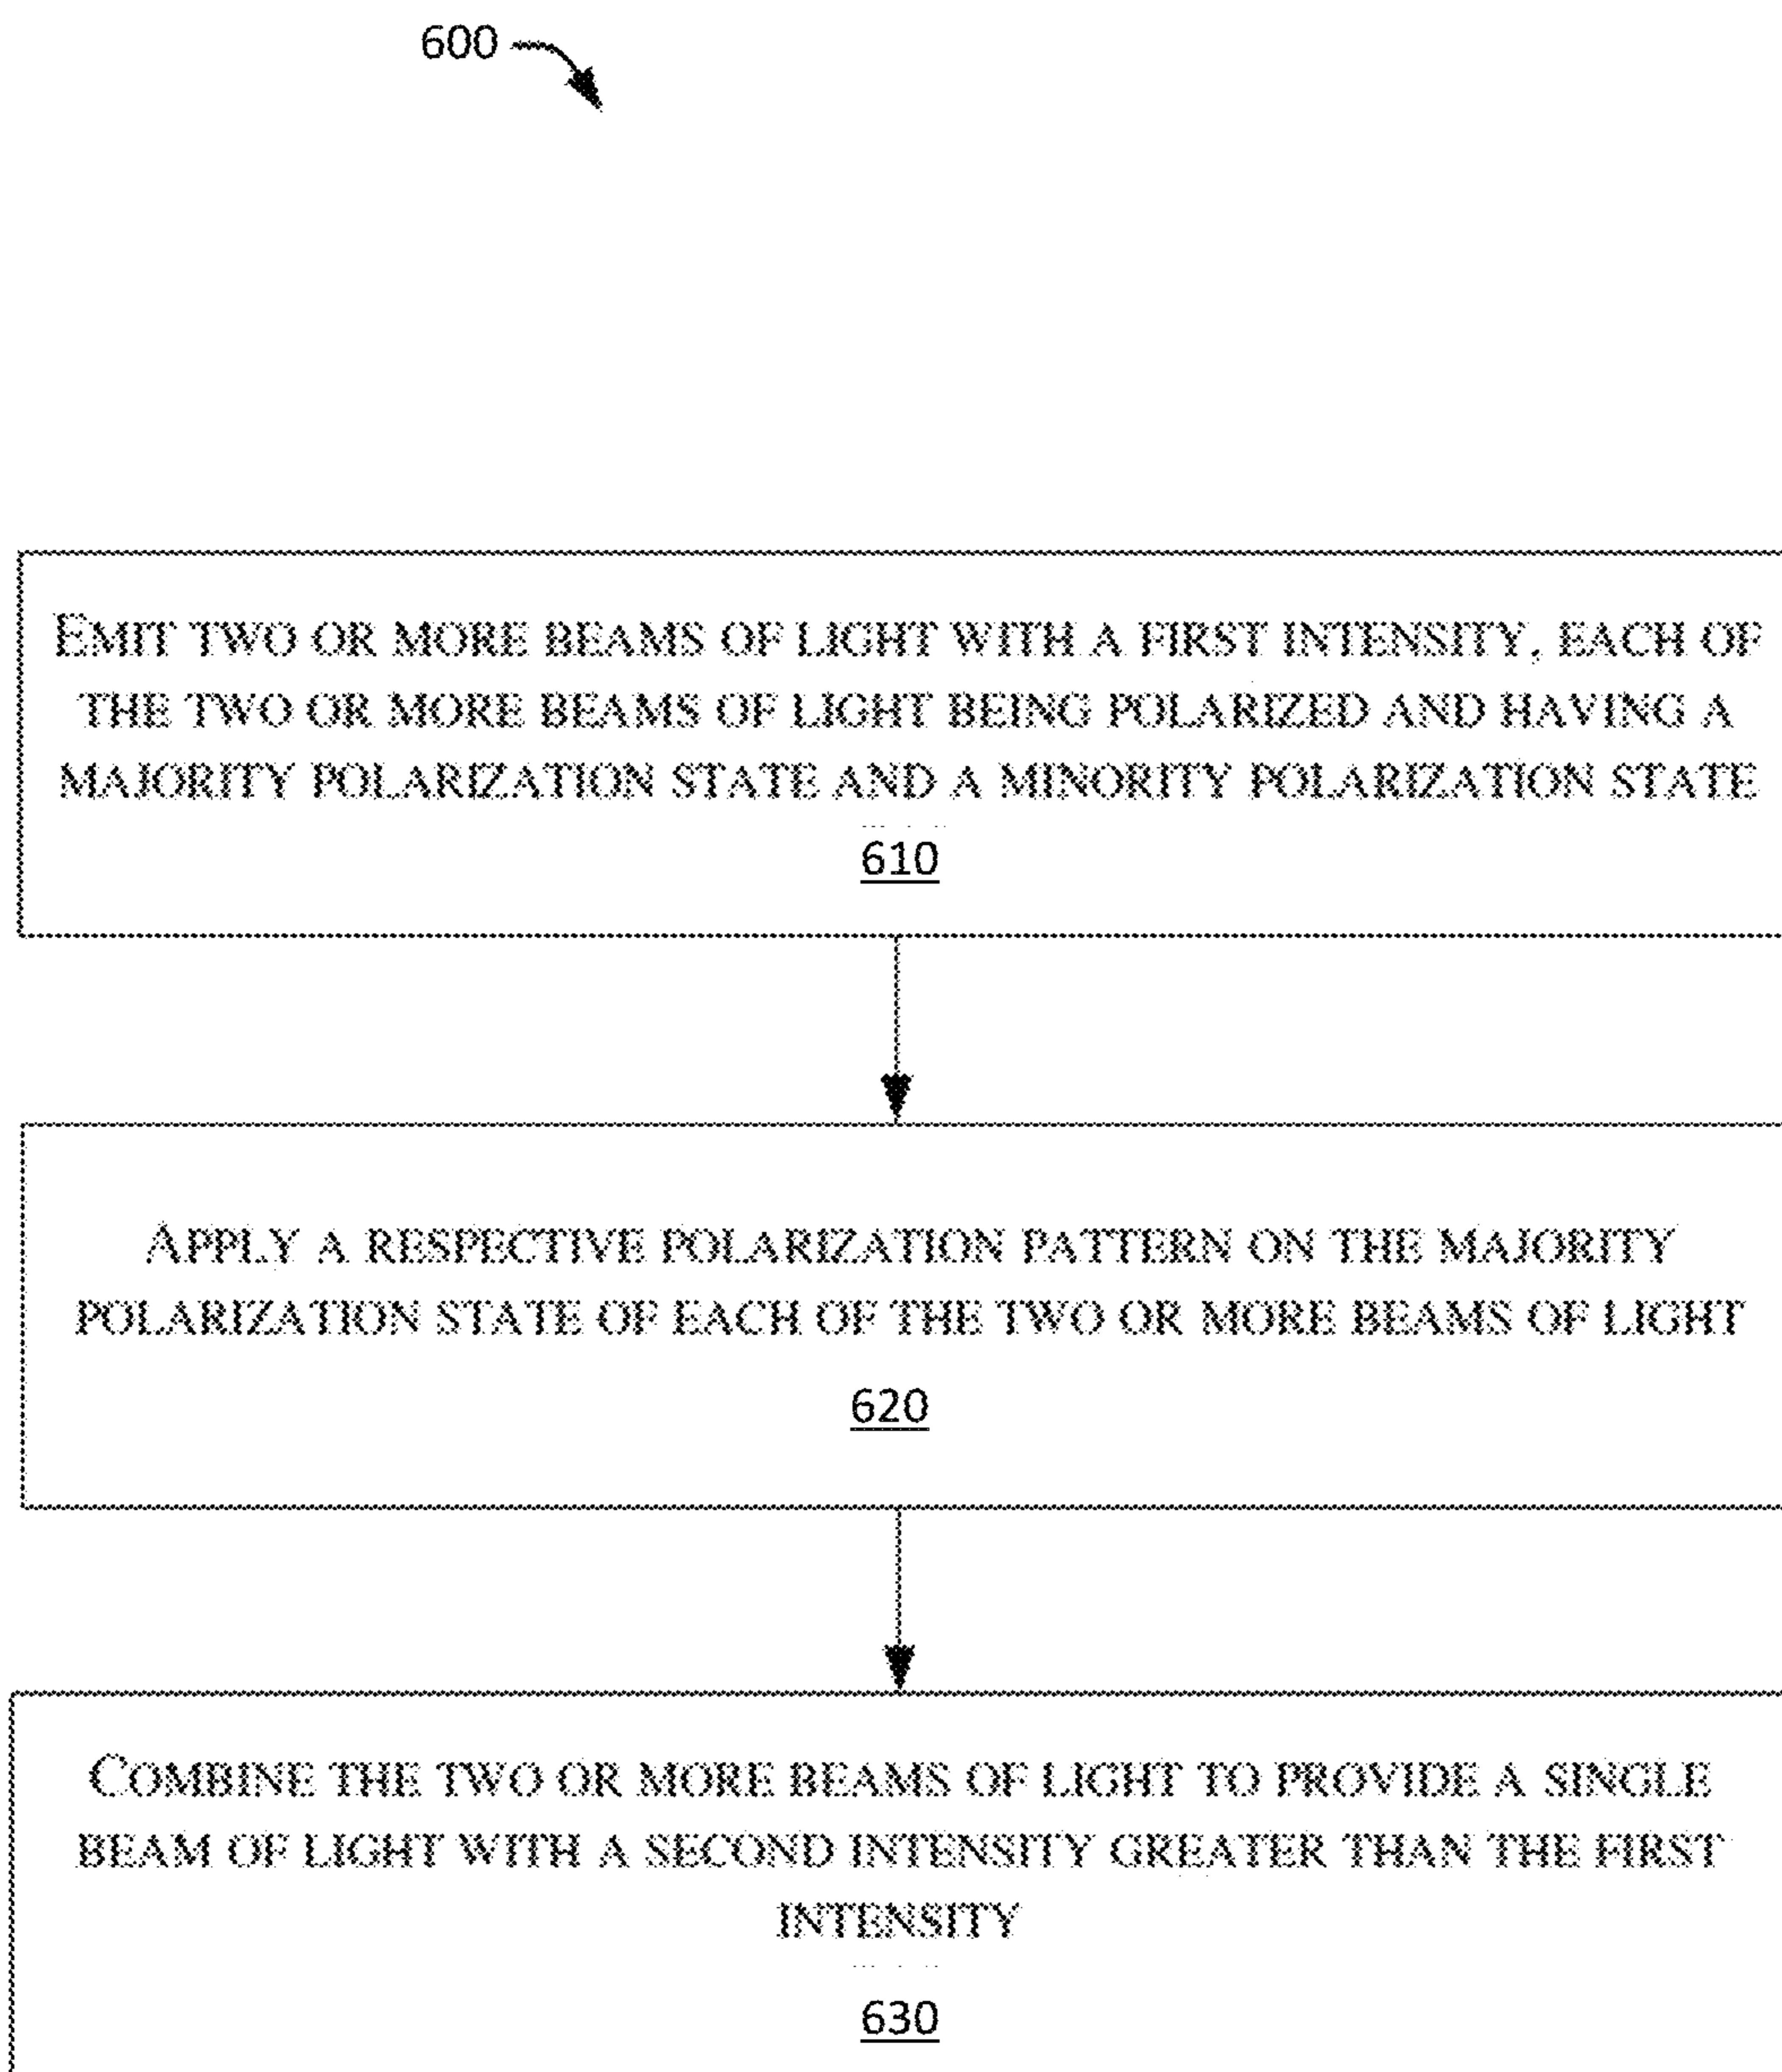 600
EMIT TWO OR MORE BEAMS OF LIGHT WITH A FIRST INTENSITY, EACH OF
THE TWO OR MORE BEAMS OF LIGHT BEING POLARIZED AND HAVING A
MAJORITY POLARIZATION STATE AND A MINORITY POLARIZATION STATE
610
APPLY A RESPECTIVE POLARIZATION PATTERN ON THE MAJORITY
POLARIZATION STATE OF EACH OF THE TWO OR MORE BEAMS OF LIGHT
620
COMBINE THE TWO OR MORE BEAMS OF LIGHT TO PROVIDE A SINGLE
BEAM OF LIGHT WITH A SECOND INTENSITY GREATER THAN THE FIRST
INTENSITY
630